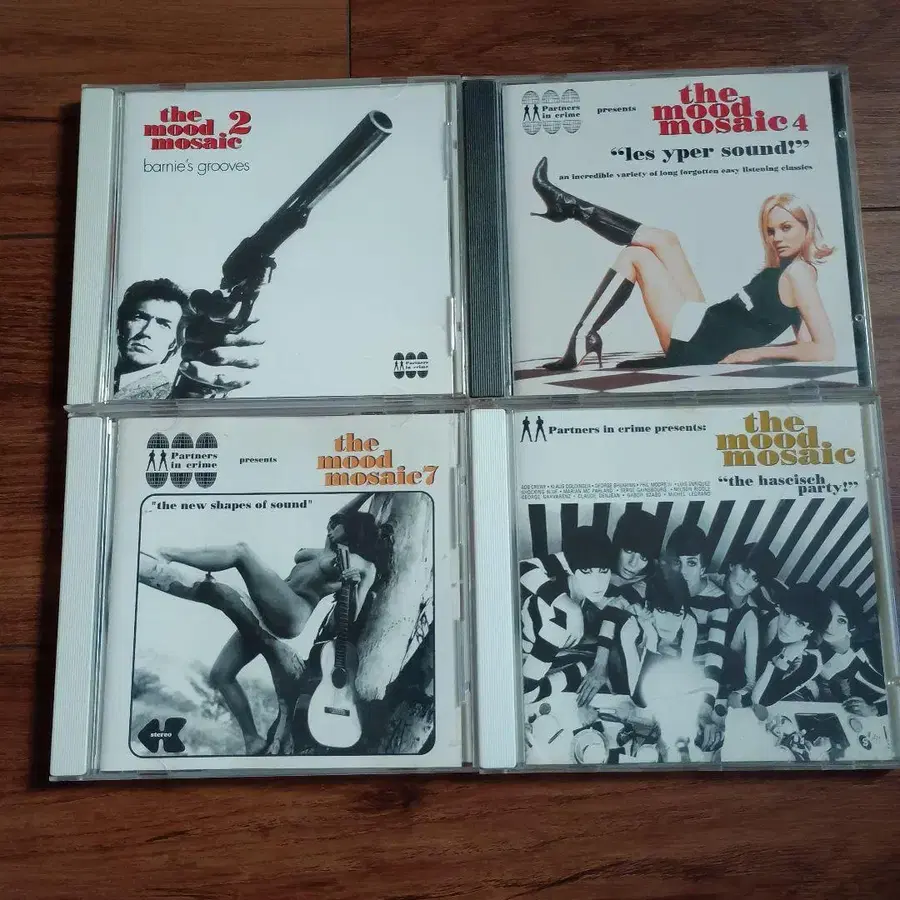 the
mood 2
mosaic
barnie's grooves
Partners
in crime
Partners
in crime
presents
the
mood
mosaic 4
“les yper sound!”
an incredible variety of long forgotten easy listening classics
Partners
in crime
presents
the
mood
mosaic 7
"the new shapes of sound"
stereo
Partners in crime presents:
the
mood
mosaic
“the hascisch
party!”